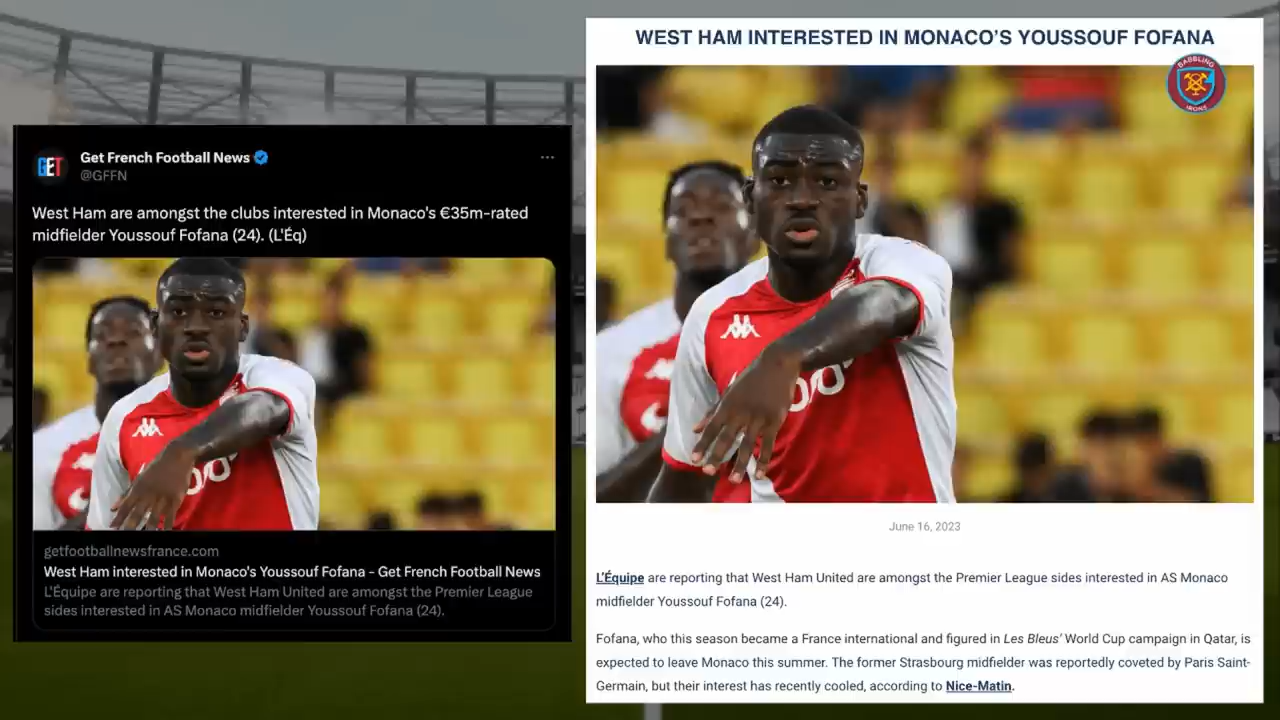 GET
Get French Football News
@GFFN
West Ham are amongst the clubs interested in Monaco's €35m-rated
midfielder Youssouf Fofana (24). (L'Éq)
getfootballnewsfrance.com
West Ham interested in Monaco's Youssouf Fofana - Get French Football News
L'Équipe are reporting that West Ham United are amongst the Premier League
sides interested in AS Monaco midfielder Youssouf Fofana (24).
WEST HAM INTERESTED IN MONACO'S YOUSSOUF FOFANA
BABBLING
IRONS
June 16, 2023
L'Équipe are reporting that West Ham United are amongst the Premier League sides interested in AS Monaco
midfielder Youssouf Fofana (24).
Fofana, who this season became a France international and figured in Les Bleus' World Cup campaign in Qatar, is
expected to leave Monaco this summer. The former Strasbourg midfielder was reportedly coveted by Paris Saint-
Germain, but their interest has recently cooled, according to Nice-Matin.